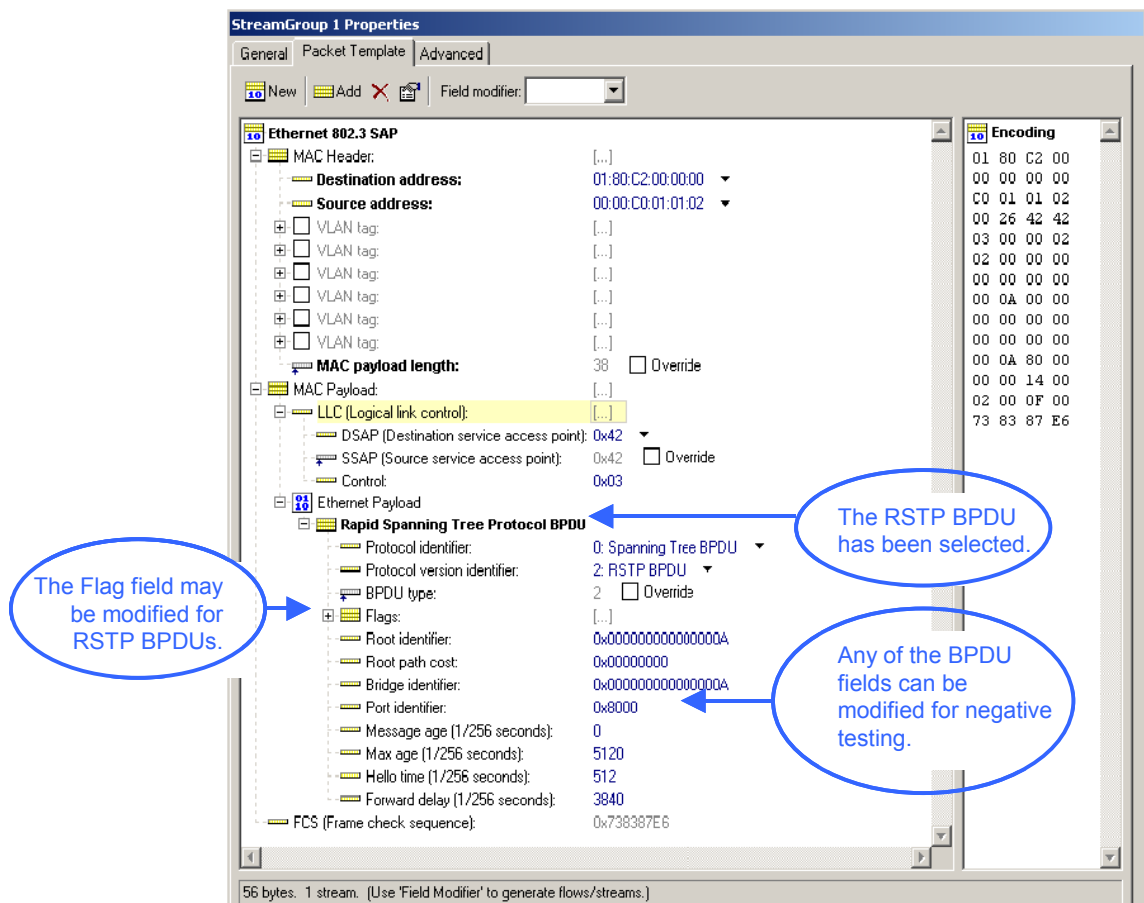 StreamGroup 1 Properties
General Packet Template Advanced
10 New Add Field modifier:
10 Ethernet 802.3 SAP
MAC Header: [...]
Destination address: 01:80:C2:00:00:00
Source address: 00:00:C0:01:01:02
VLAN tag: [...]
VLAN tag: [...]
VLAN tag: [...]
VLAN tag: [...]
VLAN tag: [...]
VLAN tag: [...]
MAC payload length: 38 Override
MAC Payload: [...]
LLC (Logical link control): [...]
DSAP (Destination service access point): 0x42
SSAP (Source service access point): 0x42 Override
Control: 0x03
01 10 Ethernet Payload
Rapid Spanning Tree Protocol BPDU
Protocol identifier: 0: Spanning Tree BPDU
Protocol version identifier: 2: RSTP BPDU
BPDU type: 2 Override
Flags: [...]
Root identifier: 0x000000000000000A
Root path cost: 0x00000000
Bridge identifier: 0x000000000000000A
Port identifier: 0x8000
Message age (1/256 seconds): 0
Max age (1/256 seconds): 5120
Hello time (1/256 seconds): 512
Forward delay (1/256 seconds): 3840
FCS (Frame check sequence): 0x738387E6
10 Encoding
01 80 C2 00
00 00 00 00
C0 01 01 02
00 26 42 42
03 00 00 02
02 00 00 00
00 00 00 00
00 0A 00 00
00 00 00 00
00 00 00 00
00 0A 80 00
00 00 14 00
02 00 0F 00
73 83 87 E6
The RSTP BPDU
has been selected.
The Flag field may
be modified for
RSTP BPDUs.
Any of the BPDU
fields can be
modified for negative
testing.
56 bytes. 1 stream. (Use 'Field Modifier' to generate flows/streams.)